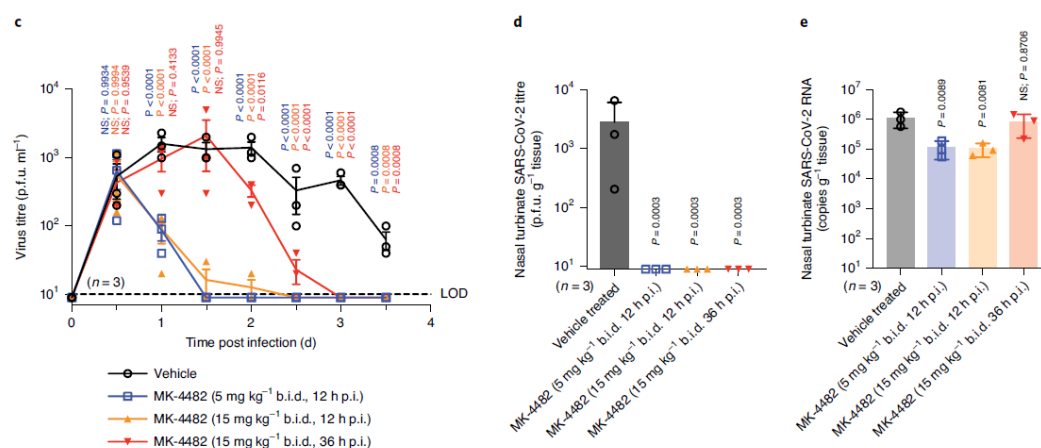 c
NS; P = 0.9934
NS; P = 0.9994
NS; P = 0.9539
P < 0.0001
P < 0.0001
NS; P = 0.4133
P < 0.0001
P < 0.0001
NS; P = 0.9945
P < 0.0001
P < 0.0001
P = 0.0116
P < 0.0001
P < 0.0001
P < 0.0001
P < 0.0001
P < 0.0001
P < 0.0001
P = 0.0008
P = 0.0008
P = 0.0008
Virus titre (p.f.u. ml⁻¹)
10⁴
10³
10²
10¹
(n = 3)
LOD
0
1
2
3
4
Time post infection (d)
Vehicle
MK-4482 (5 mg kg⁻¹ b.i.d., 12 h p.i.)
MK-4482 (15 mg kg⁻¹ b.i.d., 12 h p.i.)
MK-4482 (15 mg kg⁻¹ b.i.d., 36 h p.i.)
d
Nasal turbinate SARS-CoV-2 titre
(p.f.u. g⁻¹ tissue)
10⁴
10³
10²
10¹
P = 0.0003
P = 0.0003
P = 0.0003
(n = 3)
Vehicle treated
MK-4482 (5 mg kg⁻¹ b.i.d. 12 h p.i.)
MK-4482 (15 mg kg⁻¹ b.i.d. 12 h p.i.)
MK-4482 (15 mg kg⁻¹ b.i.d. 36 h p.i.)
e
Nasal turbinate SARS-CoV-2 RNA
(copies g⁻¹ tissue)
10⁷
10⁶
10⁵
10⁴
10³
10²
10¹
P = 0.0089
P = 0.0081
NS; P = 0.8706
(n = 3)
Vehicle treated
MK-4482 (5 mg kg⁻¹ b.i.d. 12 h p.i.)
MK-4482 (15 mg kg⁻¹ b.i.d. 12 h p.i.)
MK-4482 (15 mg kg⁻¹ b.i.d. 36 h p.i.)